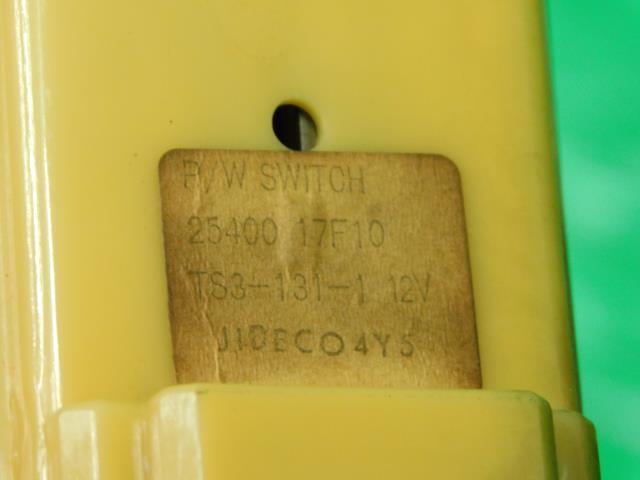 P/W SWITCH
25400 17F10
TS3-131-1 12V
JIDECO 4Y5